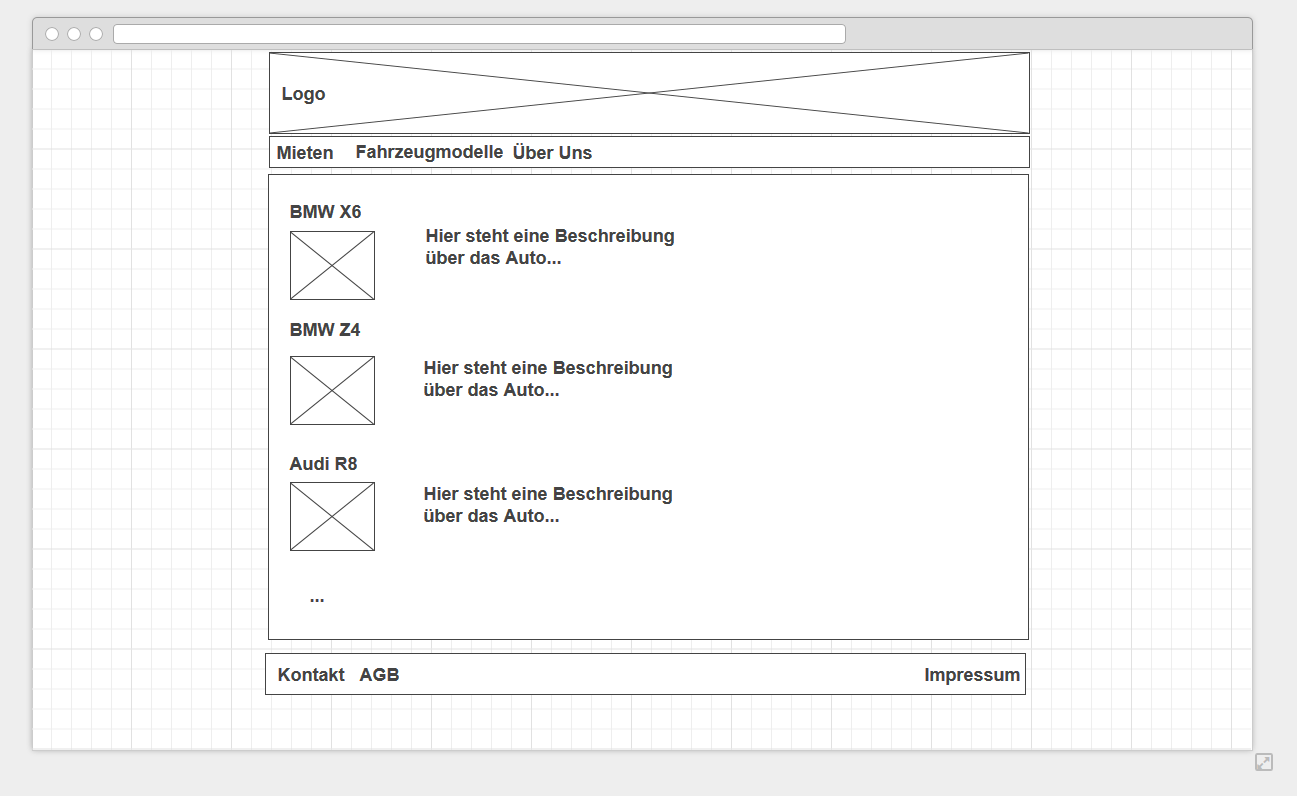 Logo
Mieten Fahrzeugmodelle Über Uns
BMW X6
Hier steht eine Beschreibung
über das Auto...
BMW Z4
Hier steht eine Beschreibung
über das Auto...
Audi R8
Hier steht eine Beschreibung
über das Auto...
...
Kontakt AGB Impressum